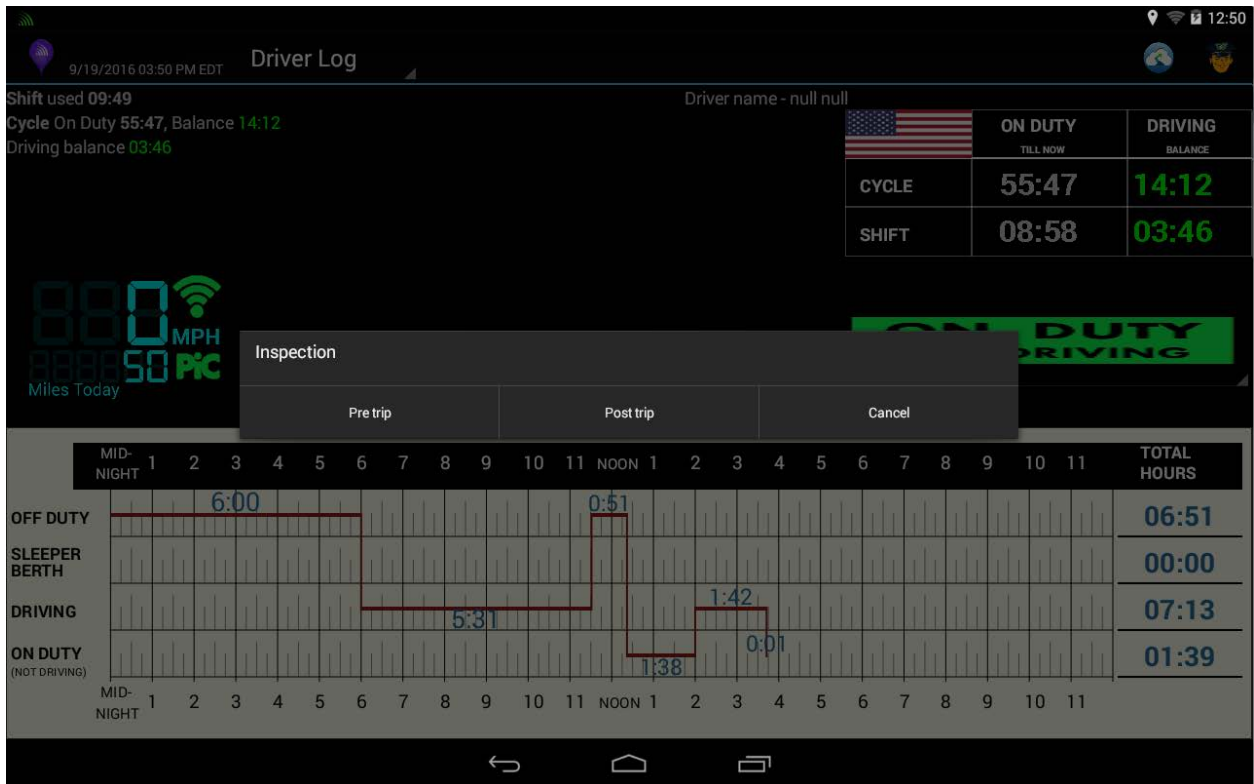 12:50
9/19/2016 03:50 PM EDT Driver Log
Shift used 09:49
Driver name - null null
Cycle On Duty 55:47, Balance 14:12
Driving balance 03:46
ON DUTY DRIVING
TILL NOW BALANCE
CYCLE 55:47 14:12
SHIFT 08:58 03:46
0 MPH
50 PiC
Miles Today
ON DUTY
DRIVING
Inspection
Pre trip Post trip Cancel
MID-NIGHT 1 2 3 4 5 6 7 8 9 10 11 NOON 1 2 3 4 5 6 7 8 9 10 11 TOTAL HOURS
6:00 0:51
OFF DUTY 06:51
SLEEPER BERTH 00:00
1:42
DRIVING 5:31 07:13
ON DUTY 0:01 01:39
(NOT DRIVING) 1:38
MID-NIGHT 1 2 3 4 5 6 7 8 9 10 11 NOON 1 2 3 4 5 6 7 8 9 10 11